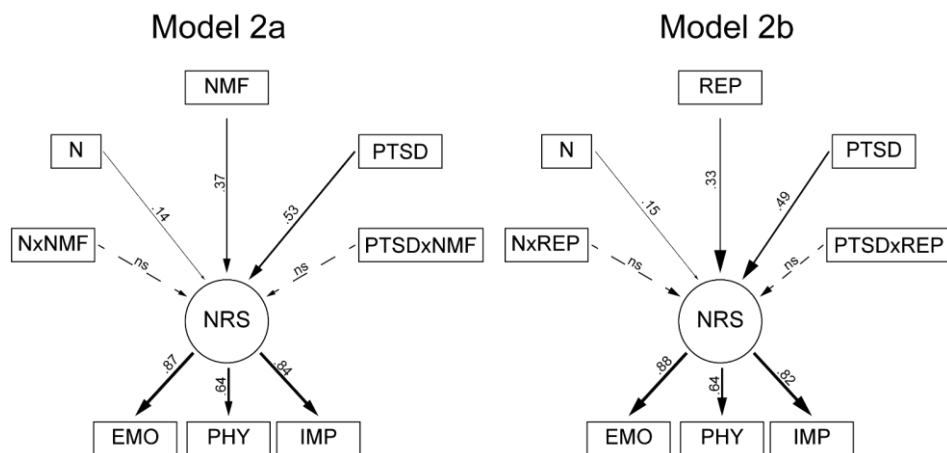 Model 2a
NMF
N
PTSD
.37
.14
.53
NxNMF
PTSDxNMF
ns
ns
NRS
.87
.64
.84
EMO
PHY
IMP
Model 2b
REP
N
PTSD
.33
.15
.49
NxREP
PTSDxREP
ns
ns
NRS
.88
.64
.82
EMO
PHY
IMP